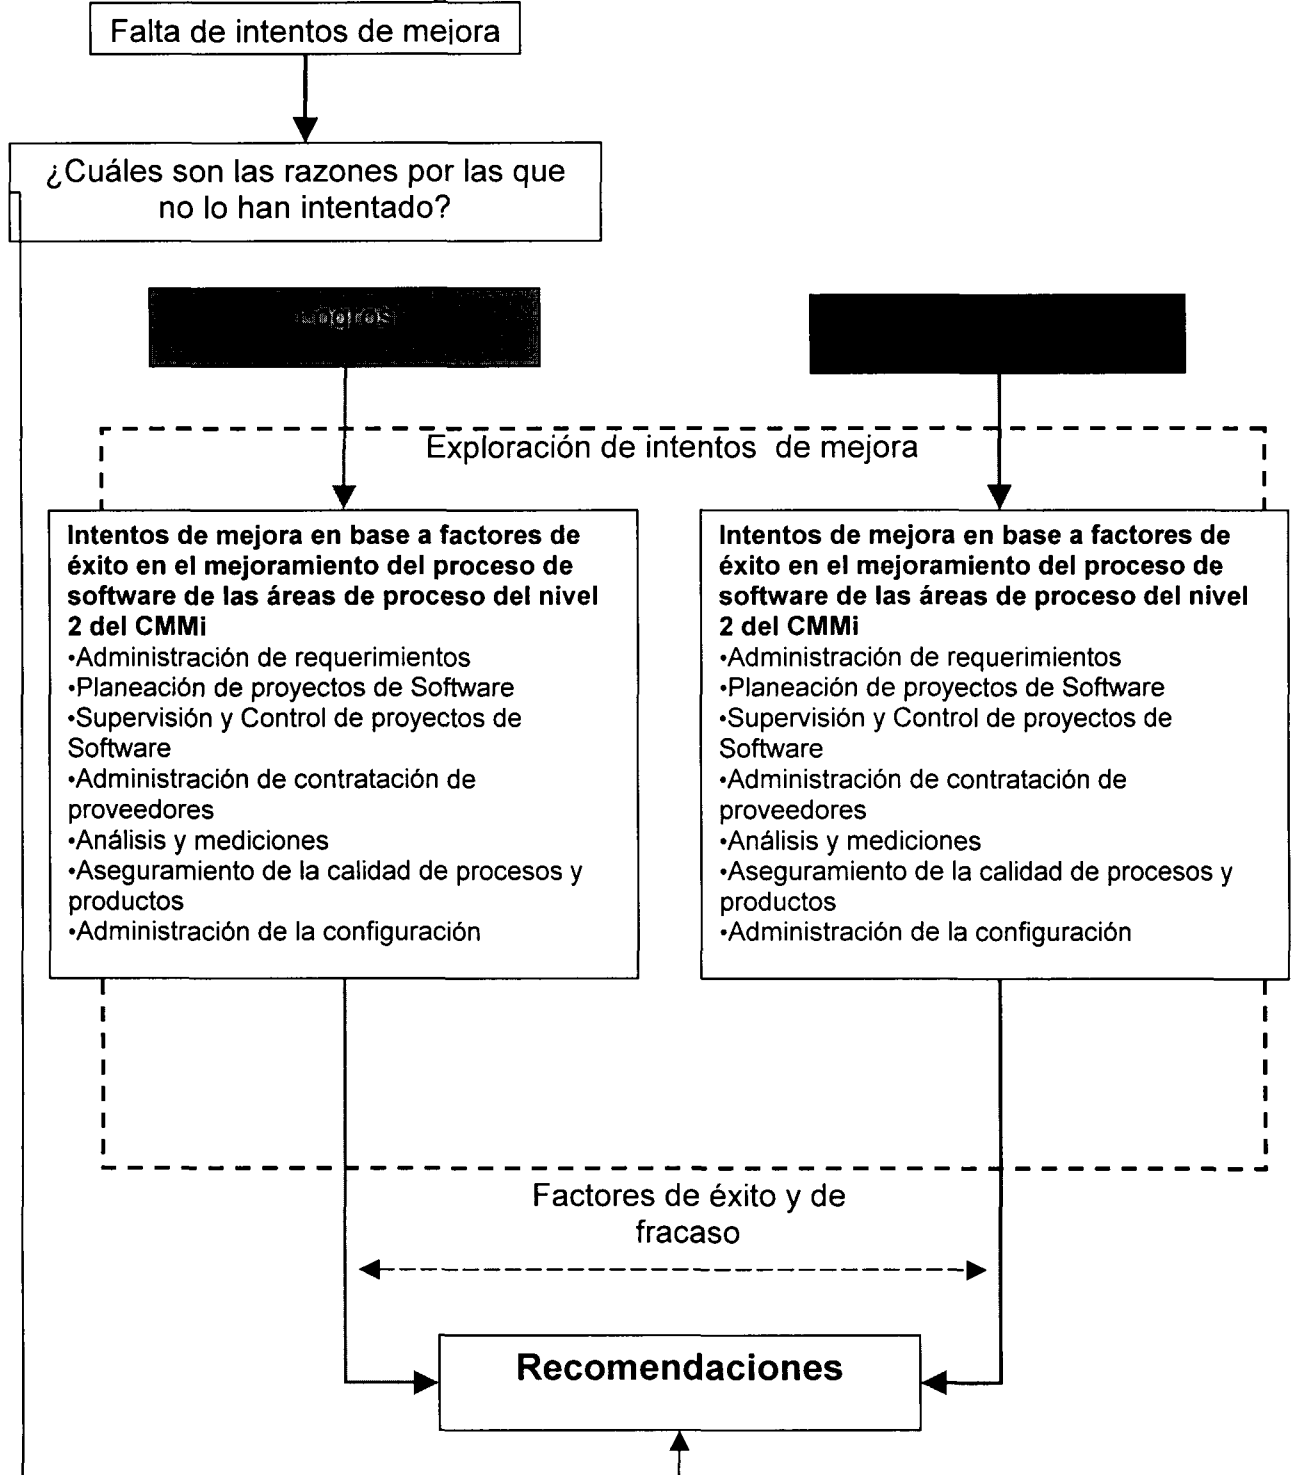 Falta de intentos de mejora
¿Cuáles son las razones por las que
no lo han intentado?
Logros
Exploración de intentos de mejora
Intentos de mejora en base a factores de
éxito en el mejoramiento del proceso de
software de las áreas de proceso del nivel
2 del CMMi
•Administración de requerimientos
•Planeación de proyectos de Software
•Supervisión y Control de proyectos de
Software
•Administración de contratación de
proveedores
•Análisis y mediciones
•Aseguramiento de la calidad de procesos y
productos
•Administración de la configuración
Intentos de mejora en base a factores de
éxito en el mejoramiento del proceso de
software de las áreas de proceso del nivel
2 del CMMi
•Administración de requerimientos
•Planeación de proyectos de Software
•Supervisión y Control de proyectos de
Software
•Administración de contratación de
proveedores
•Análisis y mediciones
•Aseguramiento de la calidad de procesos y
productos
•Administración de la configuración
Factores de éxito y de
fracaso
Recomendaciones